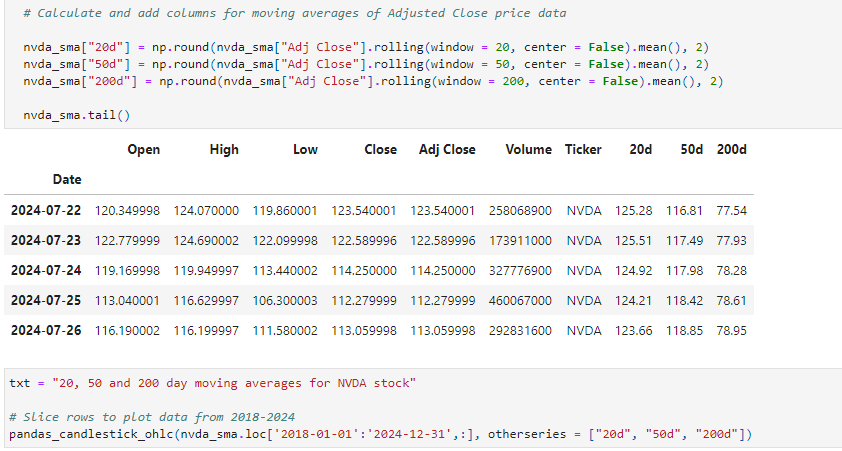 # Calculate and add columns for moving averages of Adjusted Close price data
nvda_sma["20d"] = np.round(nvda_sma["Adj Close"].rolling(window = 20, center = False).mean(), 2)
nvda_sma["50d"] = np.round(nvda_sma["Adj Close"].rolling(window = 50, center = False).mean(), 2)
nvda_sma["200d"] = np.round(nvda_sma["Adj Close"].rolling(window = 200, center = False).mean(), 2)
nvda_sma.tail()
Open High Low Close Adj Close Volume Ticker 20d 50d 200d
Date
2024-07-22 120.349998 124.070000 119.860001 123.540001 123.540001 258068900 NVDA 125.28 116.81 77.54
2024-07-23 122.779999 124.690002 122.099998 122.589996 122.589996 173911000 NVDA 125.51 117.49 77.93
2024-07-24 119.169998 119.949997 113.440002 114.250000 114.250000 327776900 NVDA 124.92 117.98 78.28
2024-07-25 113.040001 116.629997 106.300003 112.279999 112.279999 460067000 NVDA 124.21 118.42 78.61
2024-07-26 116.190002 116.199997 111.580002 113.059998 113.059998 292831600 NVDA 123.66 118.85 78.95
txt = "20, 50 and 200 day moving averages for NVDA stock"
# Slice rows to plot data from 2018-2024
pandas_candlestick_ohlc(nvda_sma.loc['2018-01-01':'2024-12-31',:], otherseries = ["20d", "50d", "200d"])